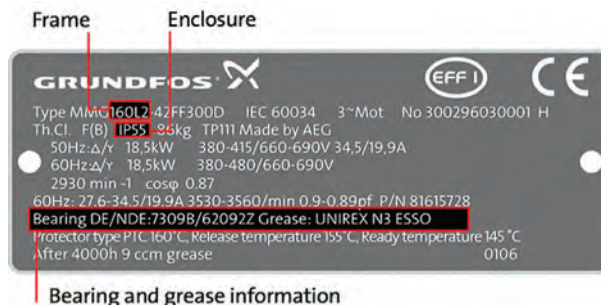 Frame Enclosure
GRUNDFOS
EFF I
CE
Type MMG160L2-42FF300D IEC 60034 3~Mot No 300296030001 H
Th.Cl. F(B) IP55 86kg TP111 Made by AEG
50Hz:Δ/Y 18,5kW 380-415/660-690V 34,5/19,9A
60Hz:Δ/Y 18,5kW 380-480/660-690V
2930 min -1 cosφ 0.87
60Hz: 27.6-34.5/19.9A 3530-3560/min 0.9-0.89pf P/N 81615728
Bearing DE/NDE:7309B/62092Z Grease: UNIREX N3 ESSO
Protector type PTC 160°C, Release temperature 155°C, Ready temperature 145 °C
After 4000h 9 ccm grease 0106
Bearing and grease information